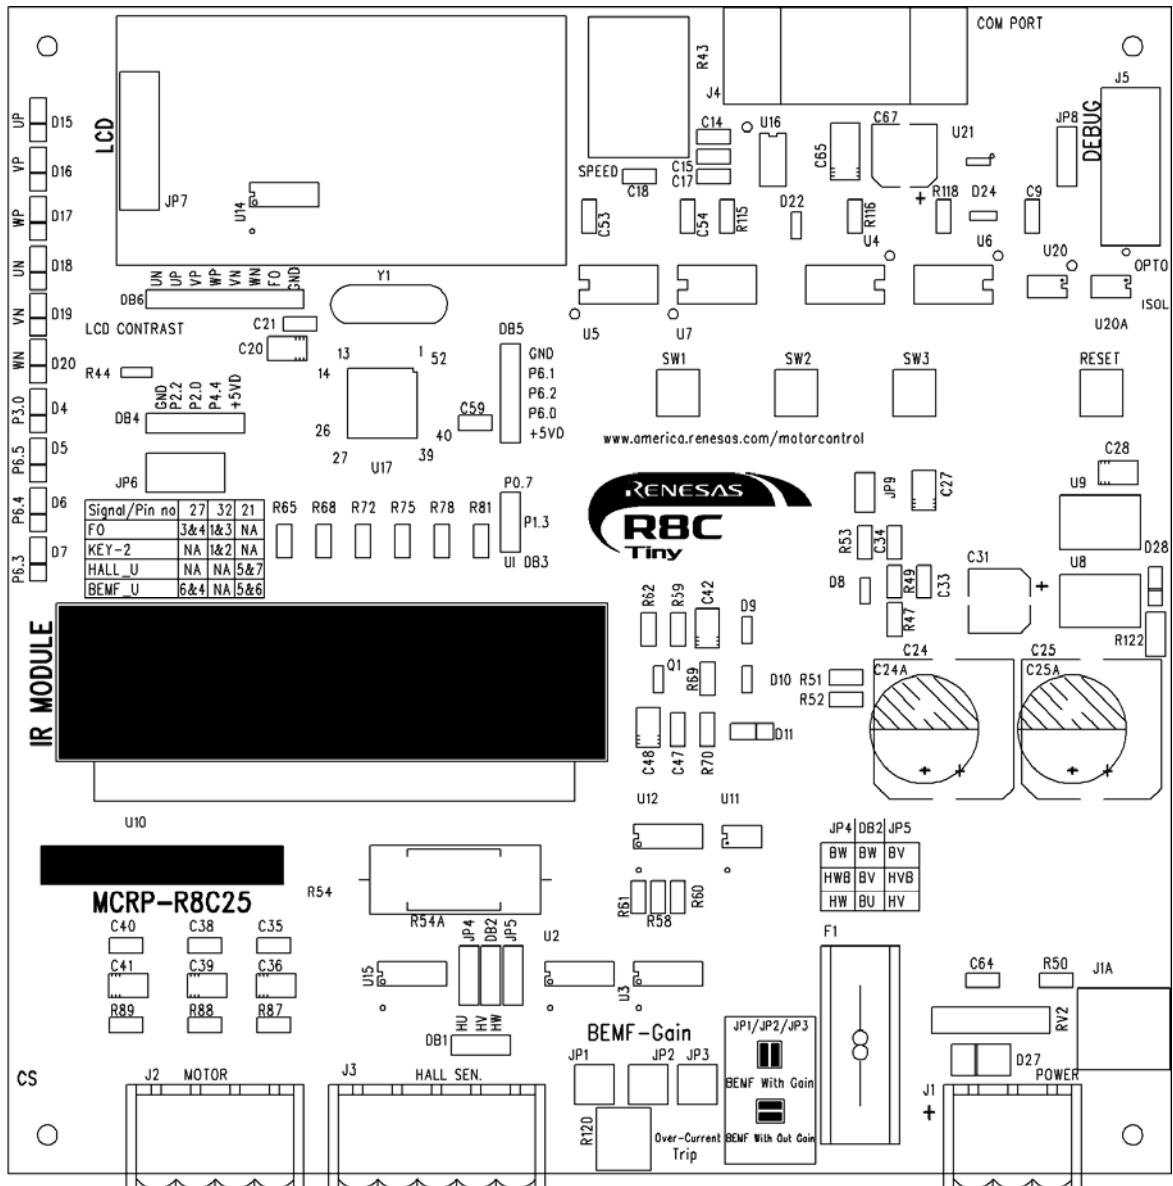 COM PORT
R43
J4
J5
UP
D15
LCD
C14
U16
C67
U21
JP8
DEBUG
C65
C15
VP
D16
SPEED
C17
C18
JP7
U14
R118
D24
C9
WP
D17
C53
C54
R115
D22
R116
U4
U6
U20
OPTO
UN
D18
UN
UP
VP
WP
VN
WN
FO
GND
Y1
DB6
ISOL
VN
D19
LCD CONTRAST
C21
DB5
U5
U7
U20A
C20
13
1
52
GND
SW1
SW2
SW3
RESET
WN
D20
R44
14
P6.1
GND
P2.2
P2.0
P4.4
+5VD
P6.2
P3.0
D4
DB4
C59
P6.0
26
40
+5VD
www.america.renesas.com/motorcontrol
P6.5
D5
JP6
27
U17
39
C28
P0.7
RENESAS
JP9
C27
U9
P6.4
D6
Signal/Pin no 27 32 21
R65
R68
R72
R75
R78
R81
FO 3&4 1&3 NA
P1.3
R8C
KEY-2 NA 1&2 NA
R53
C34
P6.3
D7
Tiny
D28
HALL_U NA NA 5&7
U1
DB3
C31
U8
BEMF_U 6&4 NA 5&6
D8
R49
C33
R62
R59
C42
D9
R47
R122
IR MODULE
C24
C25
Q1
R69
D10
R51
C24A
C25A
R52
C48
C47
R70
D11
U10
U12
U11
JP4 DB2 JP5
BW BW BV
HWB BV HVB
HW BU HV
R54
MCRP-R8C25
R54A
R61
R58
R60
C40
C38
C35
JP4
DB2
JP5
U2
F1
C41
C39
C36
U15
U3
C64
R50
J1A
R89
R88
R87
HU
HV
HW
RV2
DB1
BEMF-Gain
JP1/JP2/JP3
CS
J2
MOTOR
J3
HALL SEN.
JP1
JP2
JP3
D27
BEMF With Gain
POWER
J1
R120
Over-Current
Trip
BEMF With Out Gain